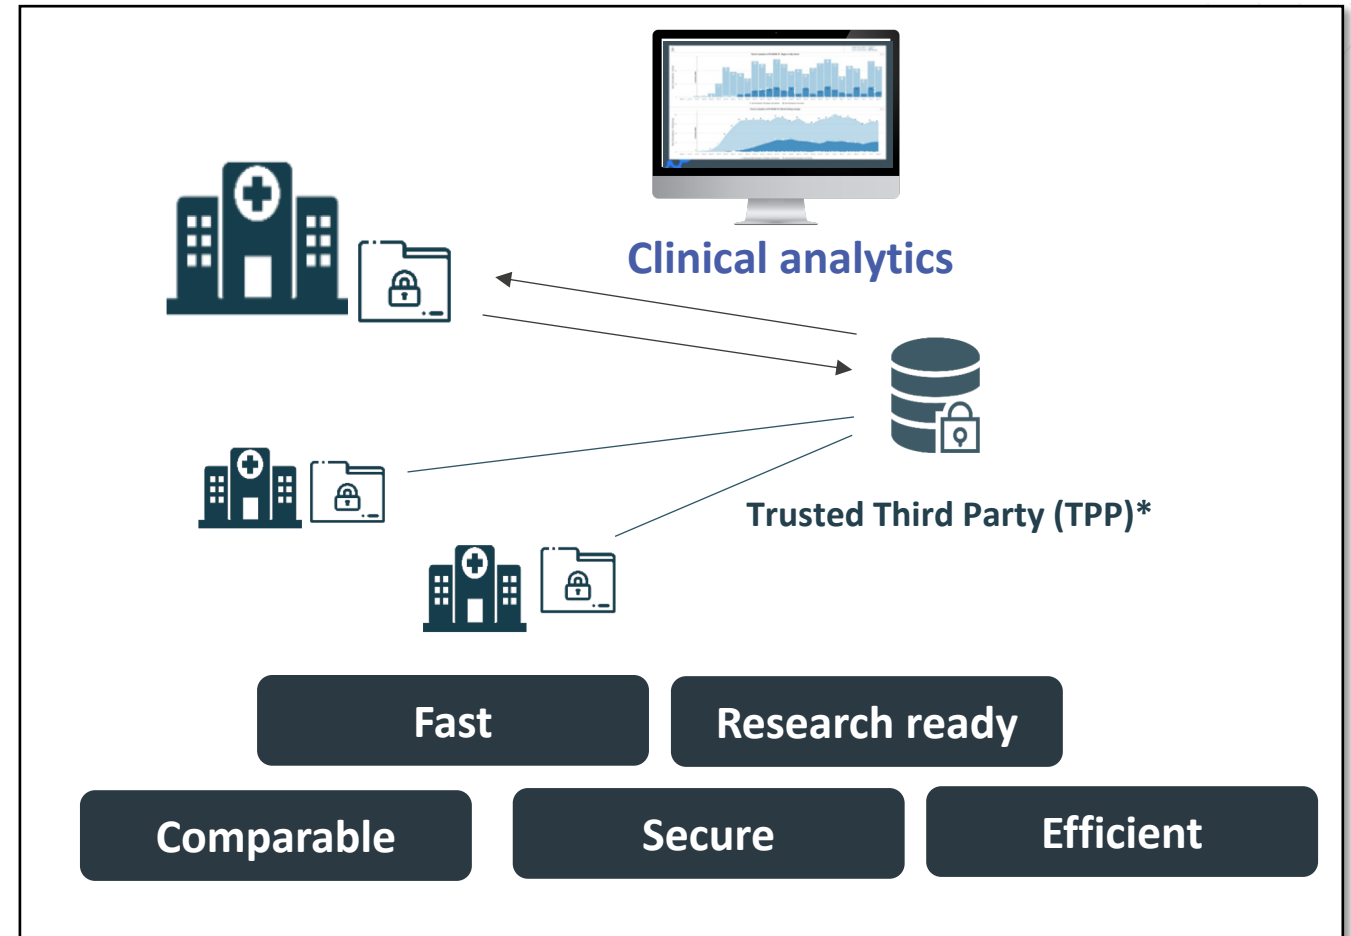 Clinical analytics
Trusted Third Party (TPP)*
Fast
Research ready
Comparable
Secure
Efficient